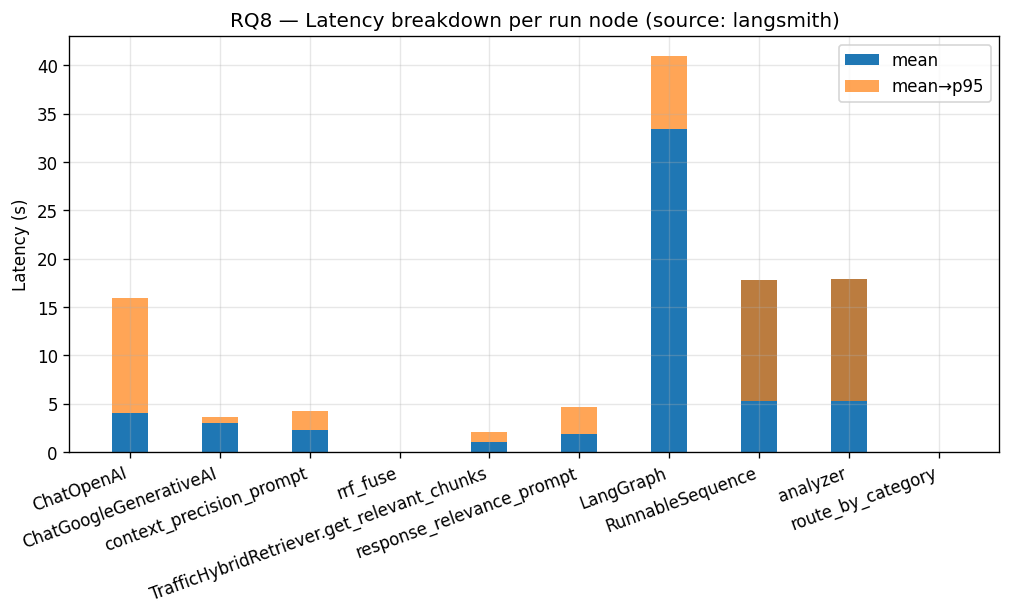 RQ8 — Latency breakdown per run node (source: langsmith)
mean
mean→p95
Latency (s)
40
35
30
25
20
15
10
5
0
ChatOpenAI
ChatGoogleGenerativeAI
context_precision_prompt
rrf_fuse
TrafficHybridRetriever.get_relevant_chunks
response_relevance_prompt
LangGraph
RunnableSequence
analyzer
route_by_category